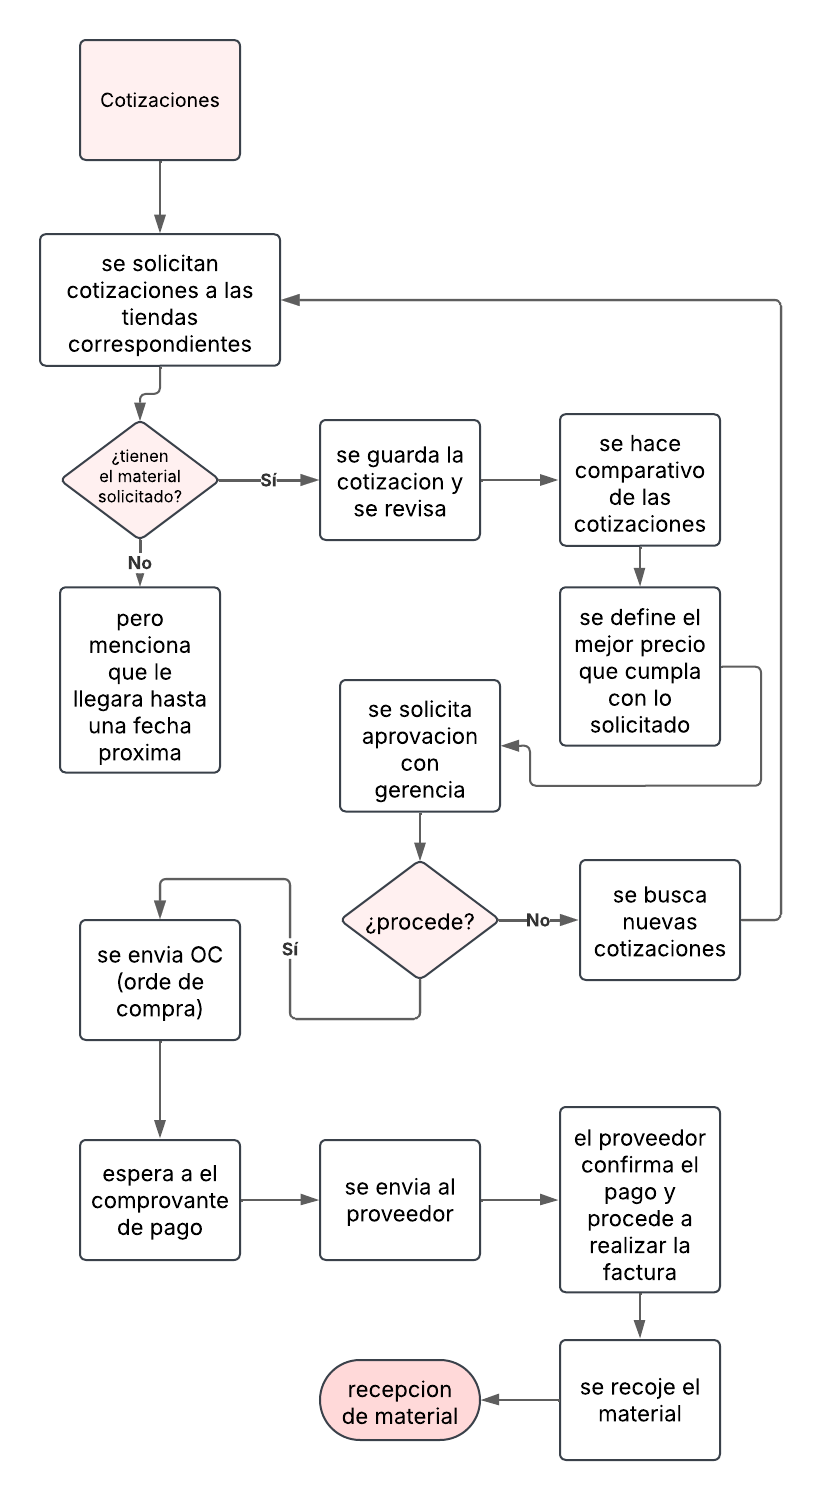 Cotizaciones
se solicitan
cotizaciones a las
tiendas
correspondientes
¿tienen
el material
solicitado?
Sí
se guarda la
cotizacion y
se revisa
se hace
comparativo
de las
cotizaciones
No
pero
menciona
que le
llegara hasta
una fecha
proxima
se define el
mejor precio
que cumpla
con lo
solicitado
se solicita
aprovacion
con
gerencia
¿procede?
No
se busca
nuevas
cotizaciones
Sí
se envia OC
(orde de
compra)
espera a el
comprovante
de pago
se envia al
proveedor
el proveedor
confirma el
pago y
procede a
realizar la
factura
se recoje el
material
recepcion
de material